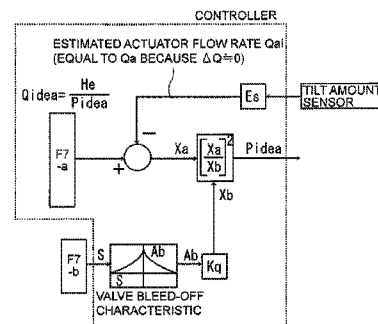 CONTROLLER
ESTIMATED ACTUATOR FLOW RATE Qai
(EQUAL TO Qa BECAUSE ΔQ≒0)
Qidea= He
Pidea
Es
TILT AMOUNT
SENSOR
−
F7
-a
+
Xa
[Xa
Xb]2
Pidea
Xb
F7
-b
S
Ab
S
Ab
Kq
VALVE BLEED-OFF
CHARACTERISTIC